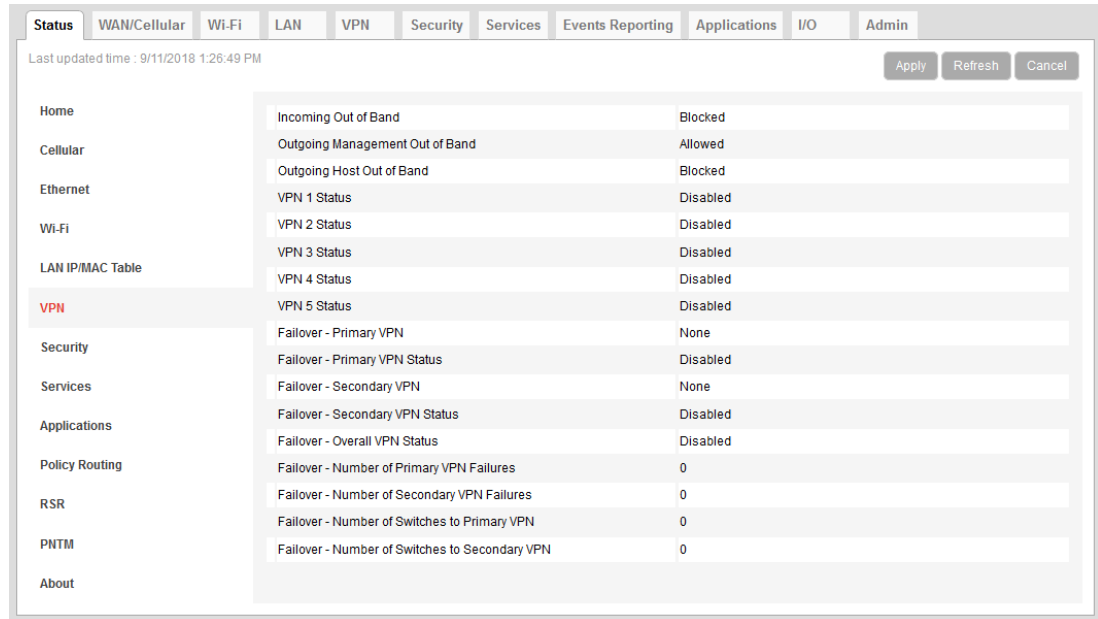 Status WAN/Cellular Wi-Fi LAN VPN Security Services Events Reporting Applications I/O Admin
Last updated time : 9/11/2018 1:26:49 PM
Apply Refresh Cancel
Home
Cellular
Ethernet
Wi-Fi
LAN IP/MAC Table
VPN
Security
Services
Applications
Policy Routing
RSR
PNTM
About
Incoming Out of Band Blocked
Outgoing Management Out of Band Allowed
Outgoing Host Out of Band Blocked
VPN 1 Status Disabled
VPN 2 Status Disabled
VPN 3 Status Disabled
VPN 4 Status Disabled
VPN 5 Status Disabled
Failover - Primary VPN None
Failover - Primary VPN Status Disabled
Failover - Secondary VPN None
Failover - Secondary VPN Status Disabled
Failover - Overall VPN Status Disabled
Failover - Number of Primary VPN Failures 0
Failover - Number of Secondary VPN Failures 0
Failover - Number of Switches to Primary VPN 0
Failover - Number of Switches to Secondary VPN 0